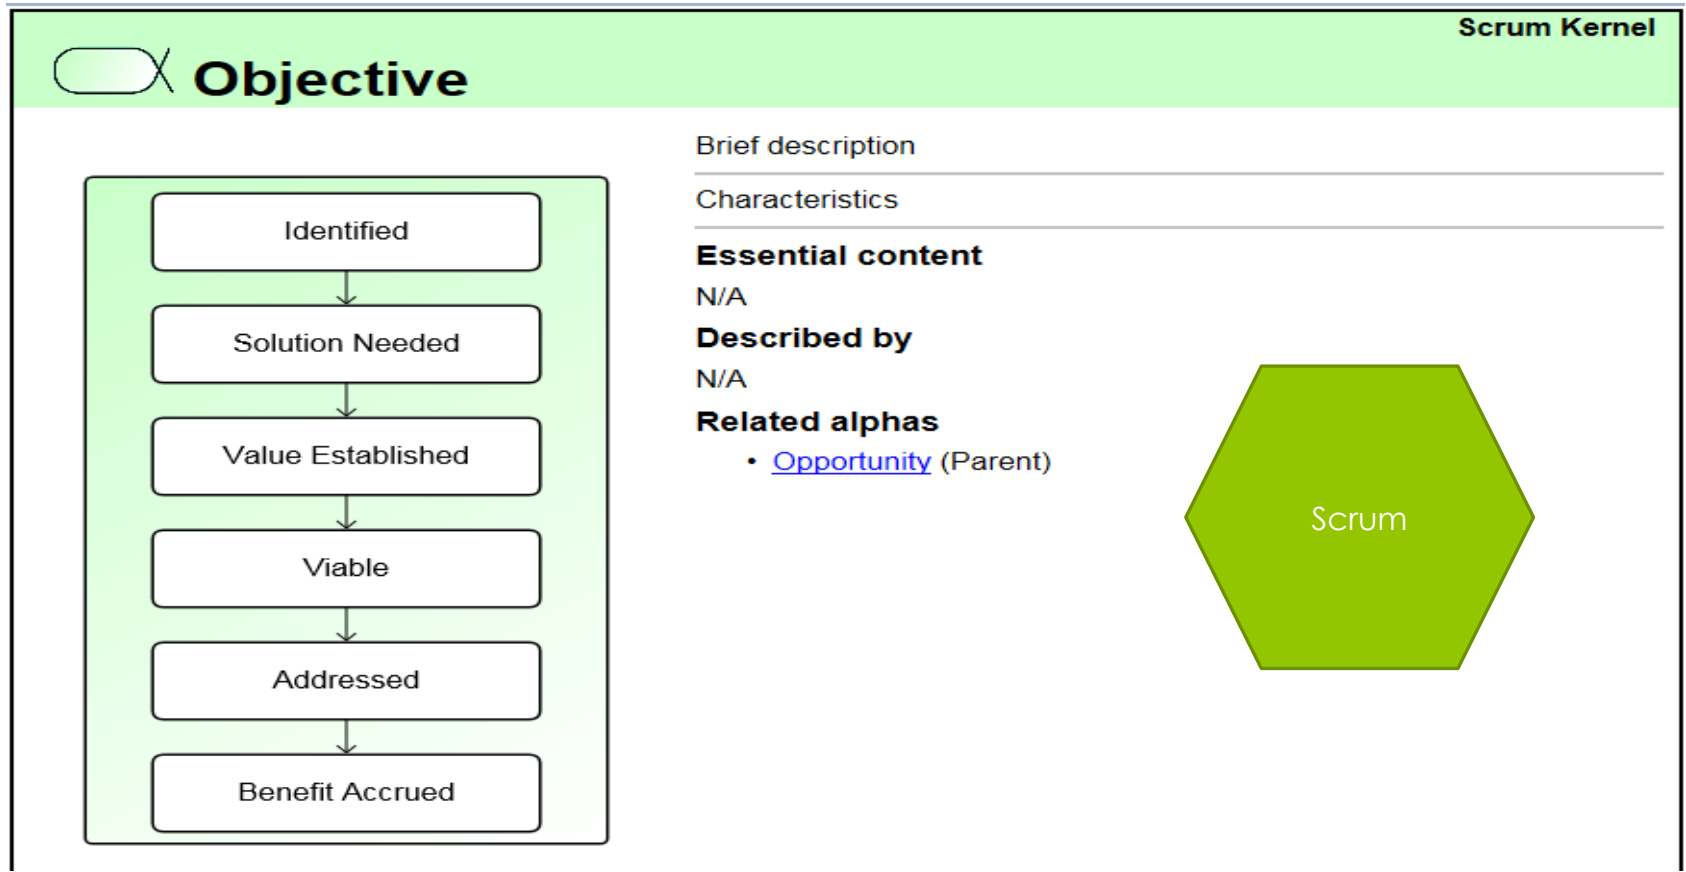 Scrum Kernel
Objective
Identified
Solution Needed
Value Established
Viable
Addressed
Benefit Accrued
Brief description
Characteristics
Essential content
N/A
Described by
N/A
Related alphas
• Opportunity (Parent)
Scrum